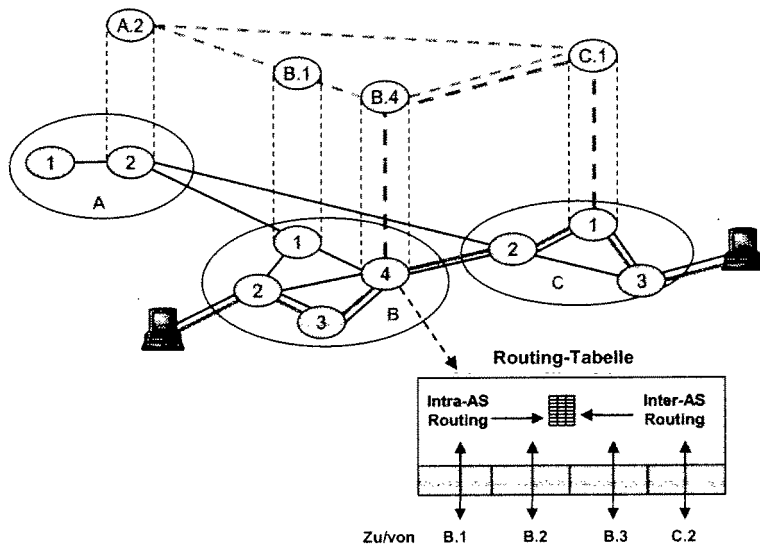 A.2
B.1
B.4
C.1
1
2
A
1
2
3
4
B
2
1
3
C
Routing-Tabelle
Intra-AS
Routing
Inter-AS
Routing
Zu/von B.1 B.2 B.3 C.2